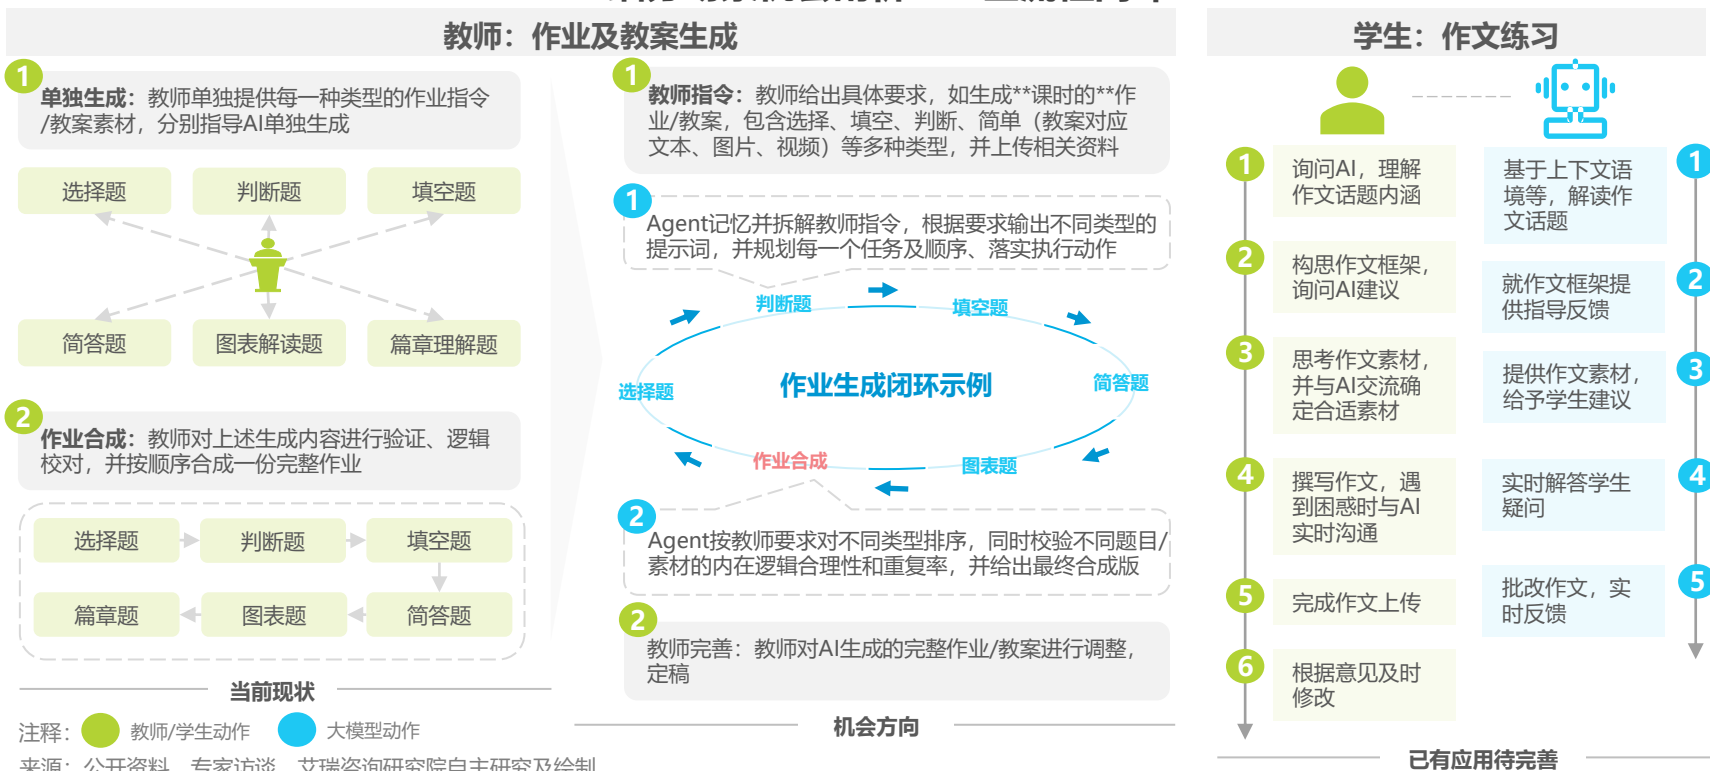 教师：作业及教案生成
1
单独生成：教师单独提供每一种类型的作业指令
/教案素材，分别指导AI单独生成
选择题
判断题
填空题
简答题
图表解读题
篇章理解题
2
作业合成：教师对上述生成内容进行验证、逻辑
校对，并按顺序合成一份完整作业
选择题
判断题
填空题
篇章题
图表题
简答题
当前现状
1
教师指令：教师给出具体要求，如生成**课时的**作
业/教案，包含选择、填空、判断、简单（教案对应
文本、图片、视频）等多种类型，并上传相关资料
1
Agent记忆并拆解教师指令，根据要求输出不同类型的
提示词，并规划每一个任务及顺序、落实执行动作
判断题
填空题
选择题
作业生成闭环示例
简答题
作业合成
图表题
2
Agent按教师要求对不同类型排序，同时校验不同题目/
素材的内在逻辑合理性和重复率，并给出最终合成版
2
教师完善：教师对AI生成的完整作业/教案进行调整，
定稿
机会方向
学生：作文练习
1
询问AI，理解
作文话题内涵
2
构思作文框架，
询问AI建议
3
思考作文素材，
并与AI交流确
定合适素材
4
撰写作文，遇
到困惑时与AI
实时沟通
5
完成作文上传
6
根据意见及时
修改
1
基于上下文语
境等，解读作
文话题
2
就作文框架提
供指导反馈
3
提供作文素材，
给予学生建议
4
实时解答学生
疑问
5
批改作文，实
时反馈
已有应用待完善
注释：
教师/学生动作
大模型动作
来源：公开资料、专家访谈，艾瑞咨询研究院自主研究及绘制